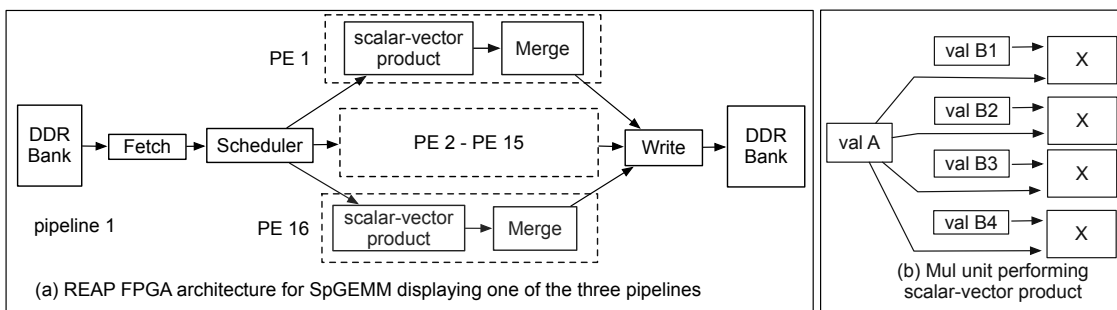 PE 1
scalar-vector
product
Merge
DDR
Bank
Fetch
Scheduler
PE 2 - PE 15
Write
DDR
Bank
pipeline 1
PE 16
scalar-vector
product
Merge
(a) REAP FPGA architecture for SpGEMM displaying one of the three pipelines
val A
val B1
X
val B2
X
val B3
X
val B4
X
(b) Mul unit performing
scalar-vector product